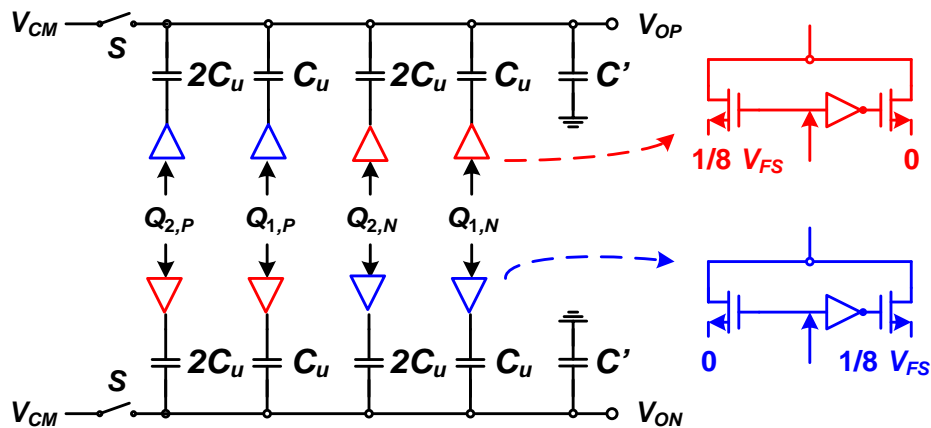 V_CM S V_OP
2C_u C_u 2C_u C_u C'
1/8 V_FS 0
Q_2,P Q_1,P Q_2,N Q_1,N
2C_u C_u 2C_u C_u C'
0 1/8 V_FS
S
V_CM V_ON